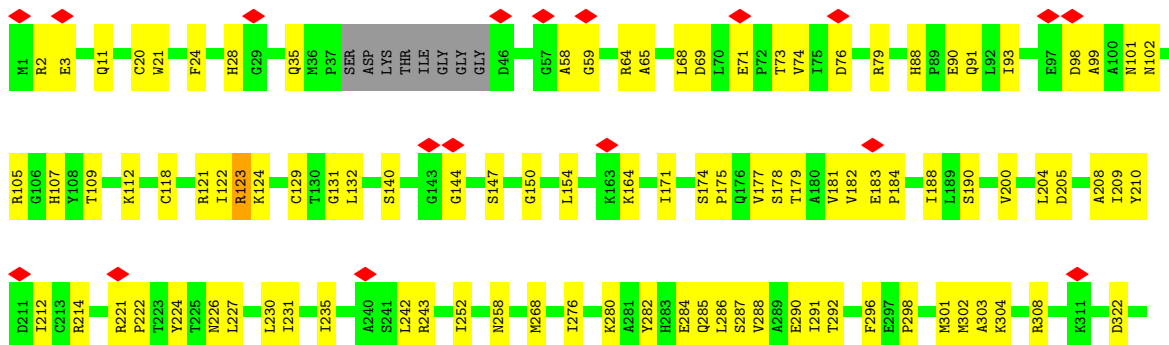 M1 R2 E3 Q11 C20 W21 F24 H28 G29 Q35 M36 P37 SER ASP LYS THR ILE GLY GLY GLY D46 G57 A58 G59 R64 A65 L68 D69 L70 E71 P72 T73 V74 I75 D76 R79 H88 P89 E90 Q91 L92 I93 E97 D98 A99 A100 N101 N102
R105 G106 H107 Y108 T109 K112 C118 R121 I122 R123 K124 C129 T130 G131 L132 S140 G143 G144 S147 G150 L154 K163 K164 I171 S174 P175 Q176 V177 S178 T179 A180 V181 V182 E183 P184 I188 L189 S190 V200 L204 D205 A208 I209 Y210
D211 I212 C213 R214 R221 P222 T223 Y224 T225 N226 L227 L230 I231 I235 A240 S241 L242 R243 I252 N258 M268 I276 K280 A281 Y282 H283 E284 Q285 L286 S287 V288 A289 E290 I291 T292 F296 E297 P298 M301 M302 A303 K304 R308 K311 D322